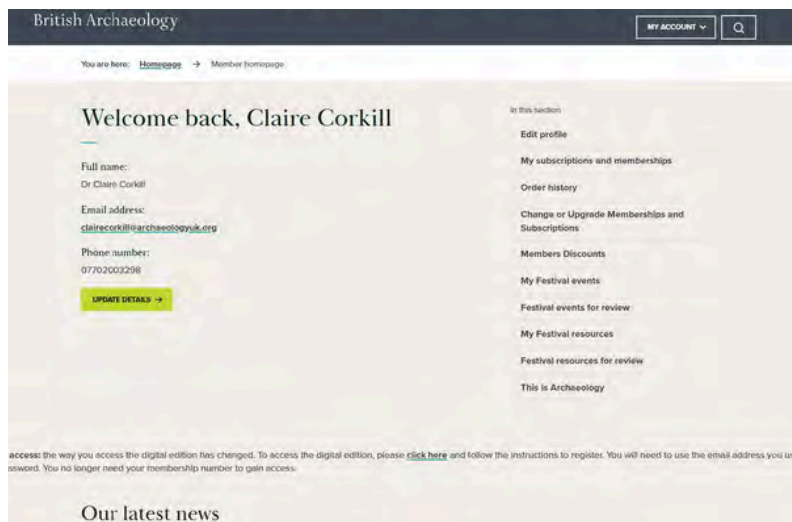 British Archaeology
MY ACCOUNT
You are here: Homepage → Member homepage
Welcome back, Claire Corkill
Full name:
Dr Claire Corkill
Email address:
clairecorkill@archaeologyuk.org
Phone number:
07702003298
UPDATE DETAILS →
In this section
Edit profile
My subscriptions and memberships
Order history
Change or Upgrade Memberships and
Subscriptions
Members Discounts
My Festival events
Festival events for review
My Festival resources
Festival resources for review
This is Archaeology
access: the way you access the digital edition has changed. To access the digital edition, please click here and follow the instructions to register. You will need to use the email address you
You no longer need your membership number to gain access.
Our latest news